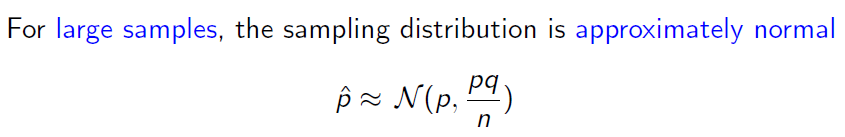 For large samples, the sampling distribution is approximately normal
p̂ ≈ 𝒩(p, pq/n)